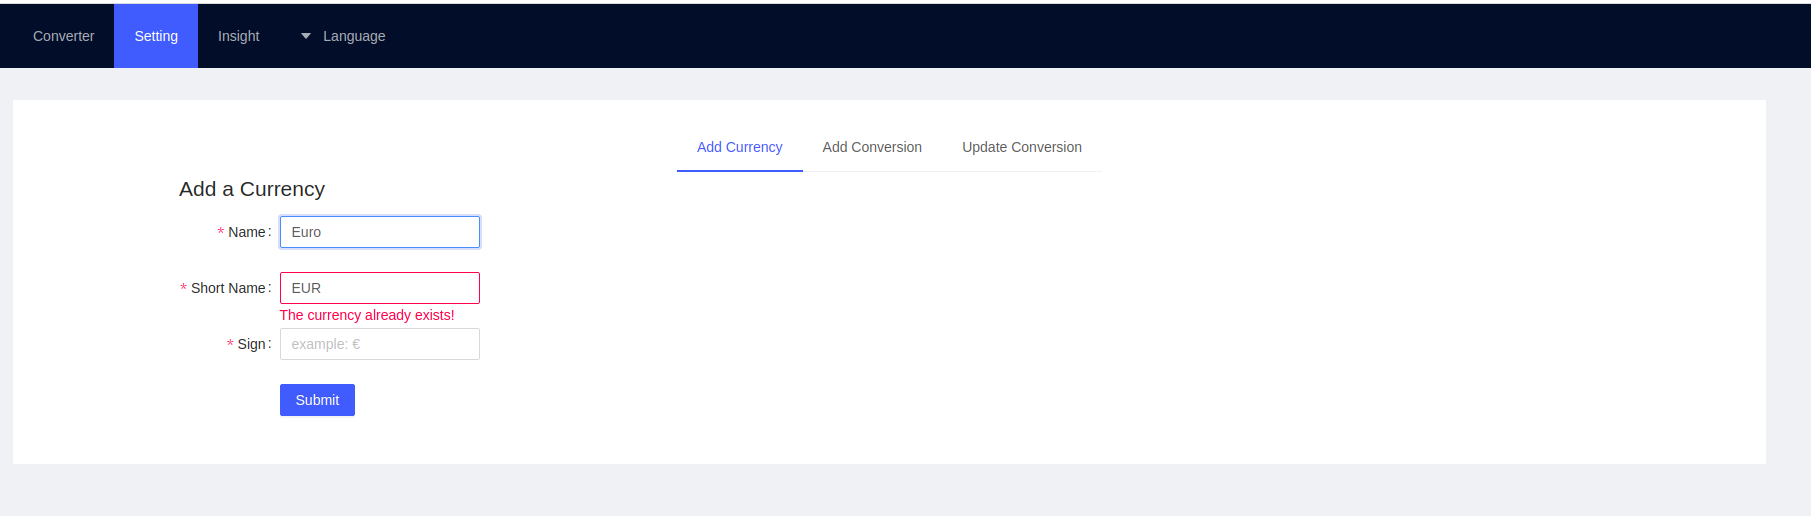 Converter Setting Insight Language
Add Currency Add Conversion Update Conversion
Add a Currency
* Name: Euro
* Short Name: EUR
The currency already exists!
* Sign: example: €
Submit